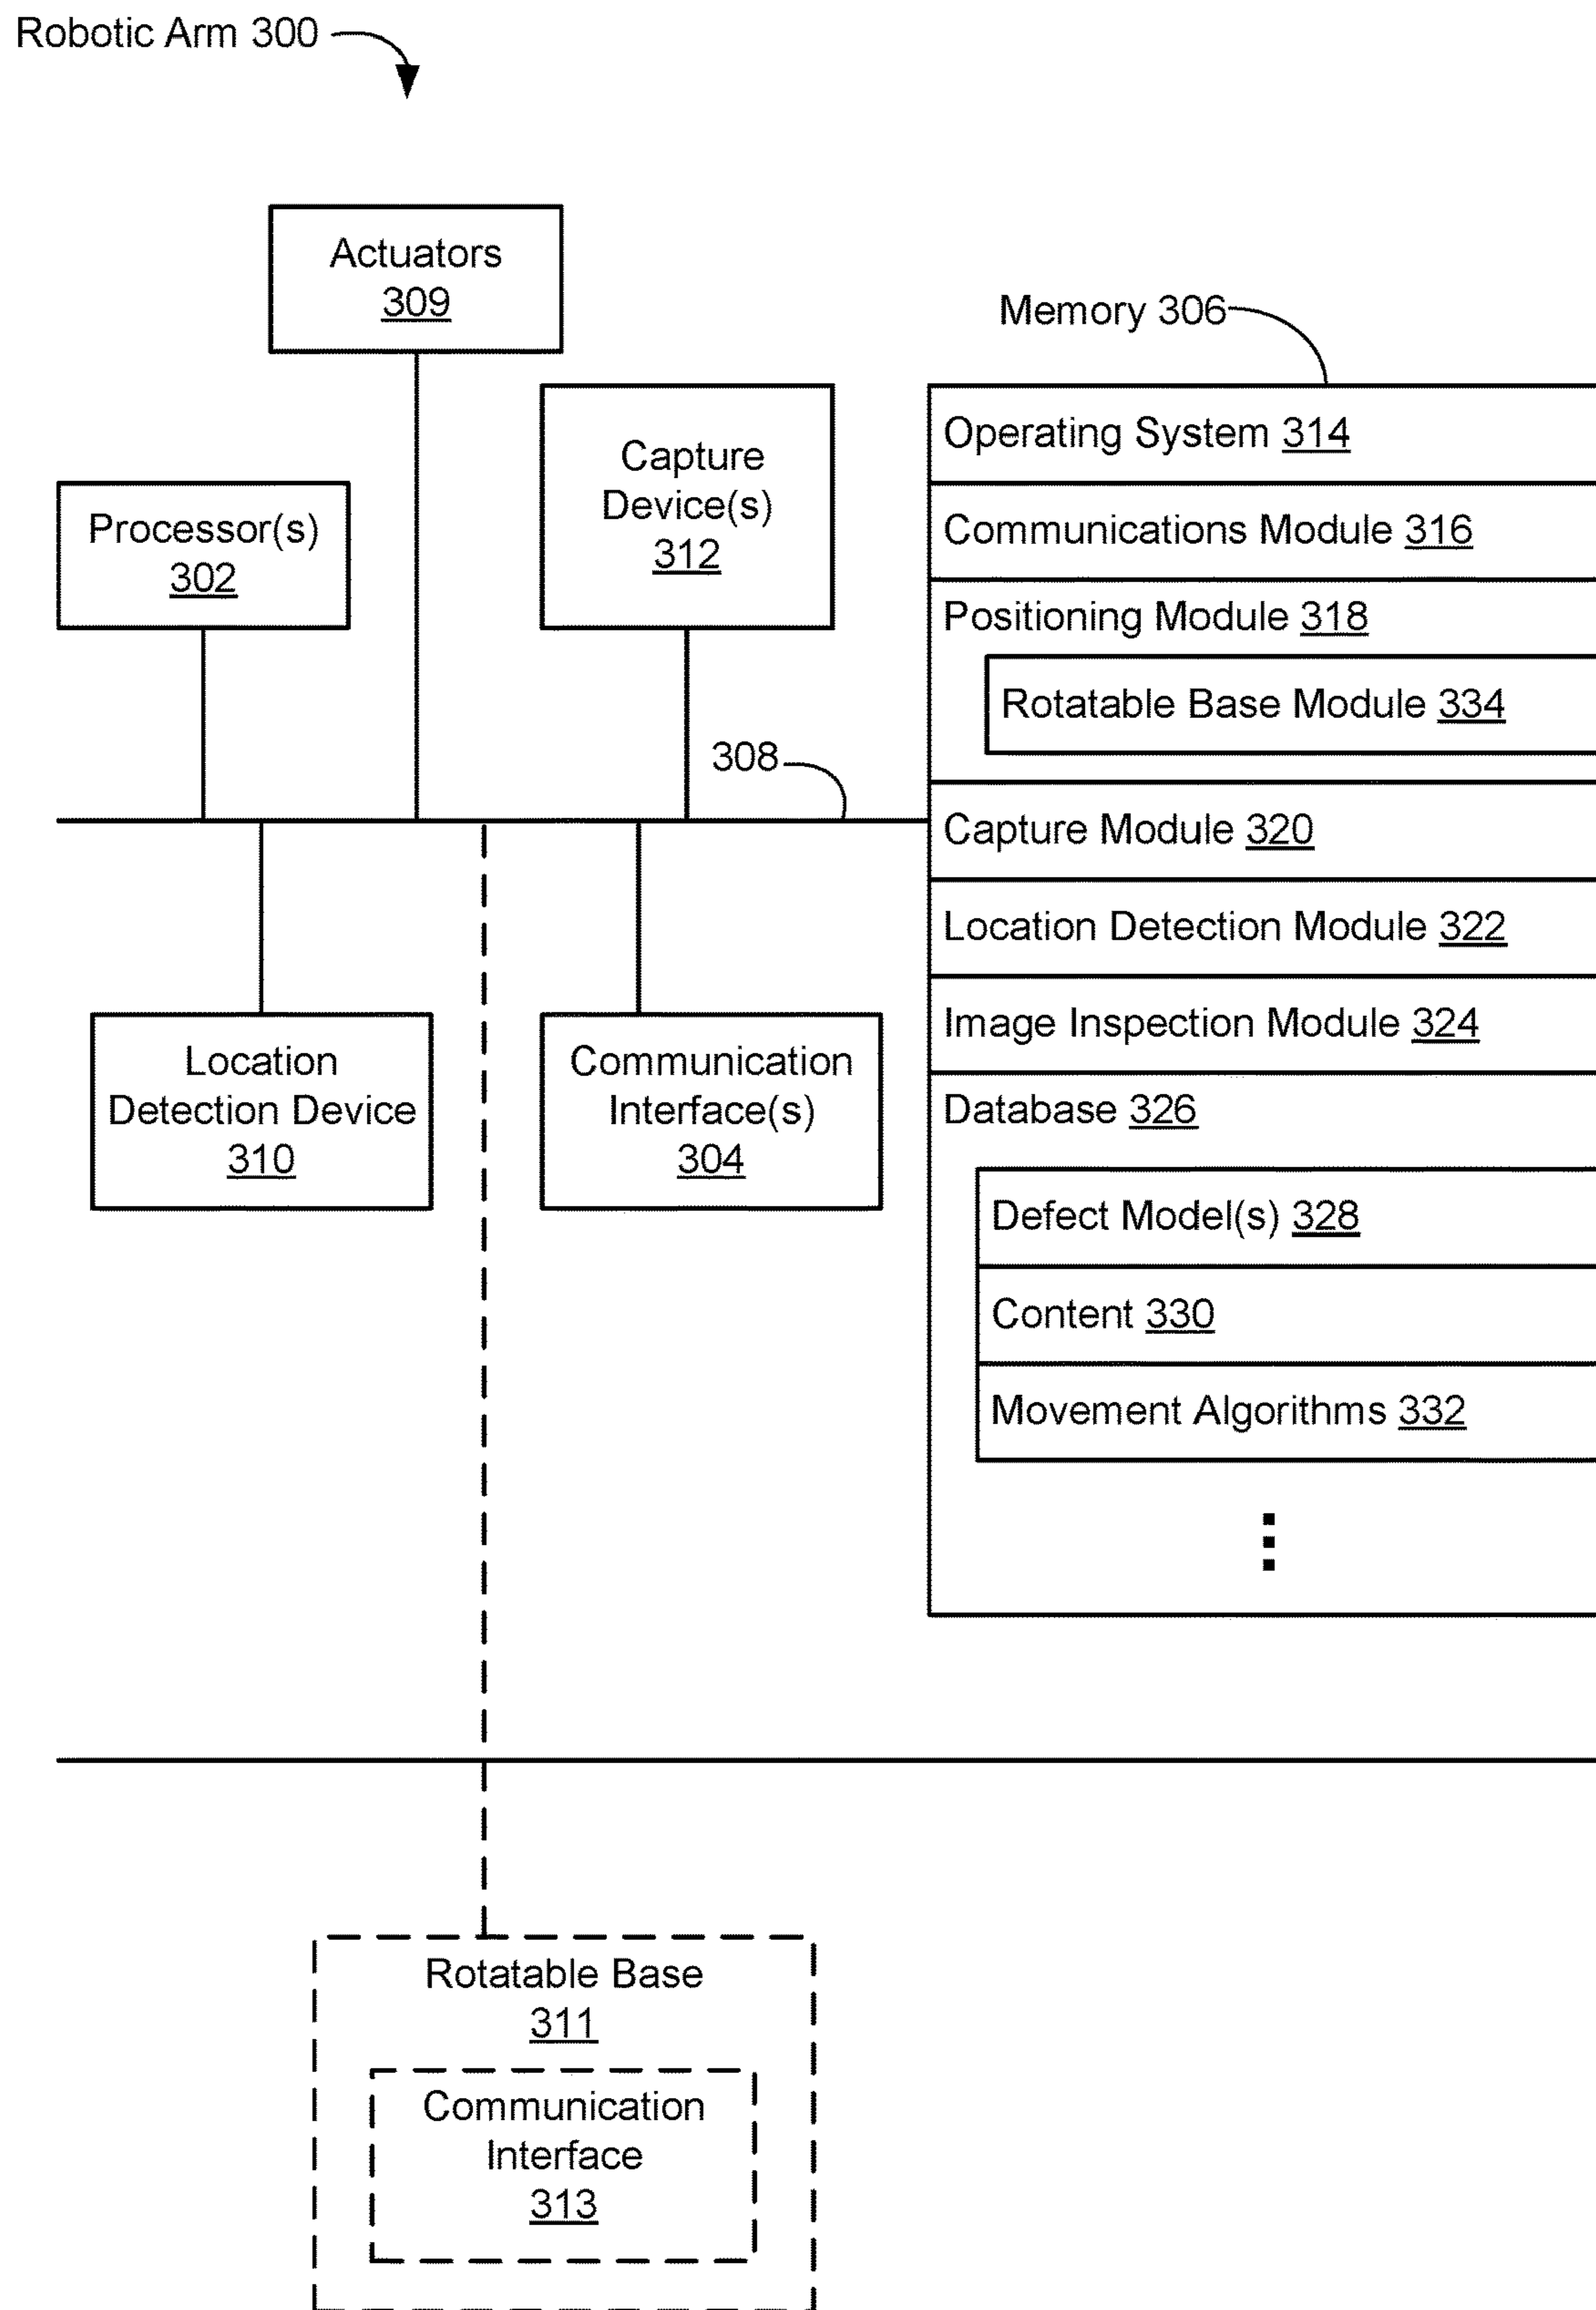 Robotic Arm 300
Actuators
309
Memory 306
Operating System 314
Capture
Device(s)
312
Processor(s)
302
Communications Module 316
Positioning Module 318
Rotatable Base Module 334
308
Capture Module 320
Location Detection Module 322
Image Inspection Module 324
Location
Detection Device
310
Communication
Interface(s)
304
Database 326
Defect Model(s) 328
Content 330
Movement Algorithms 332
Rotatable Base
311
Communication
Interface
313